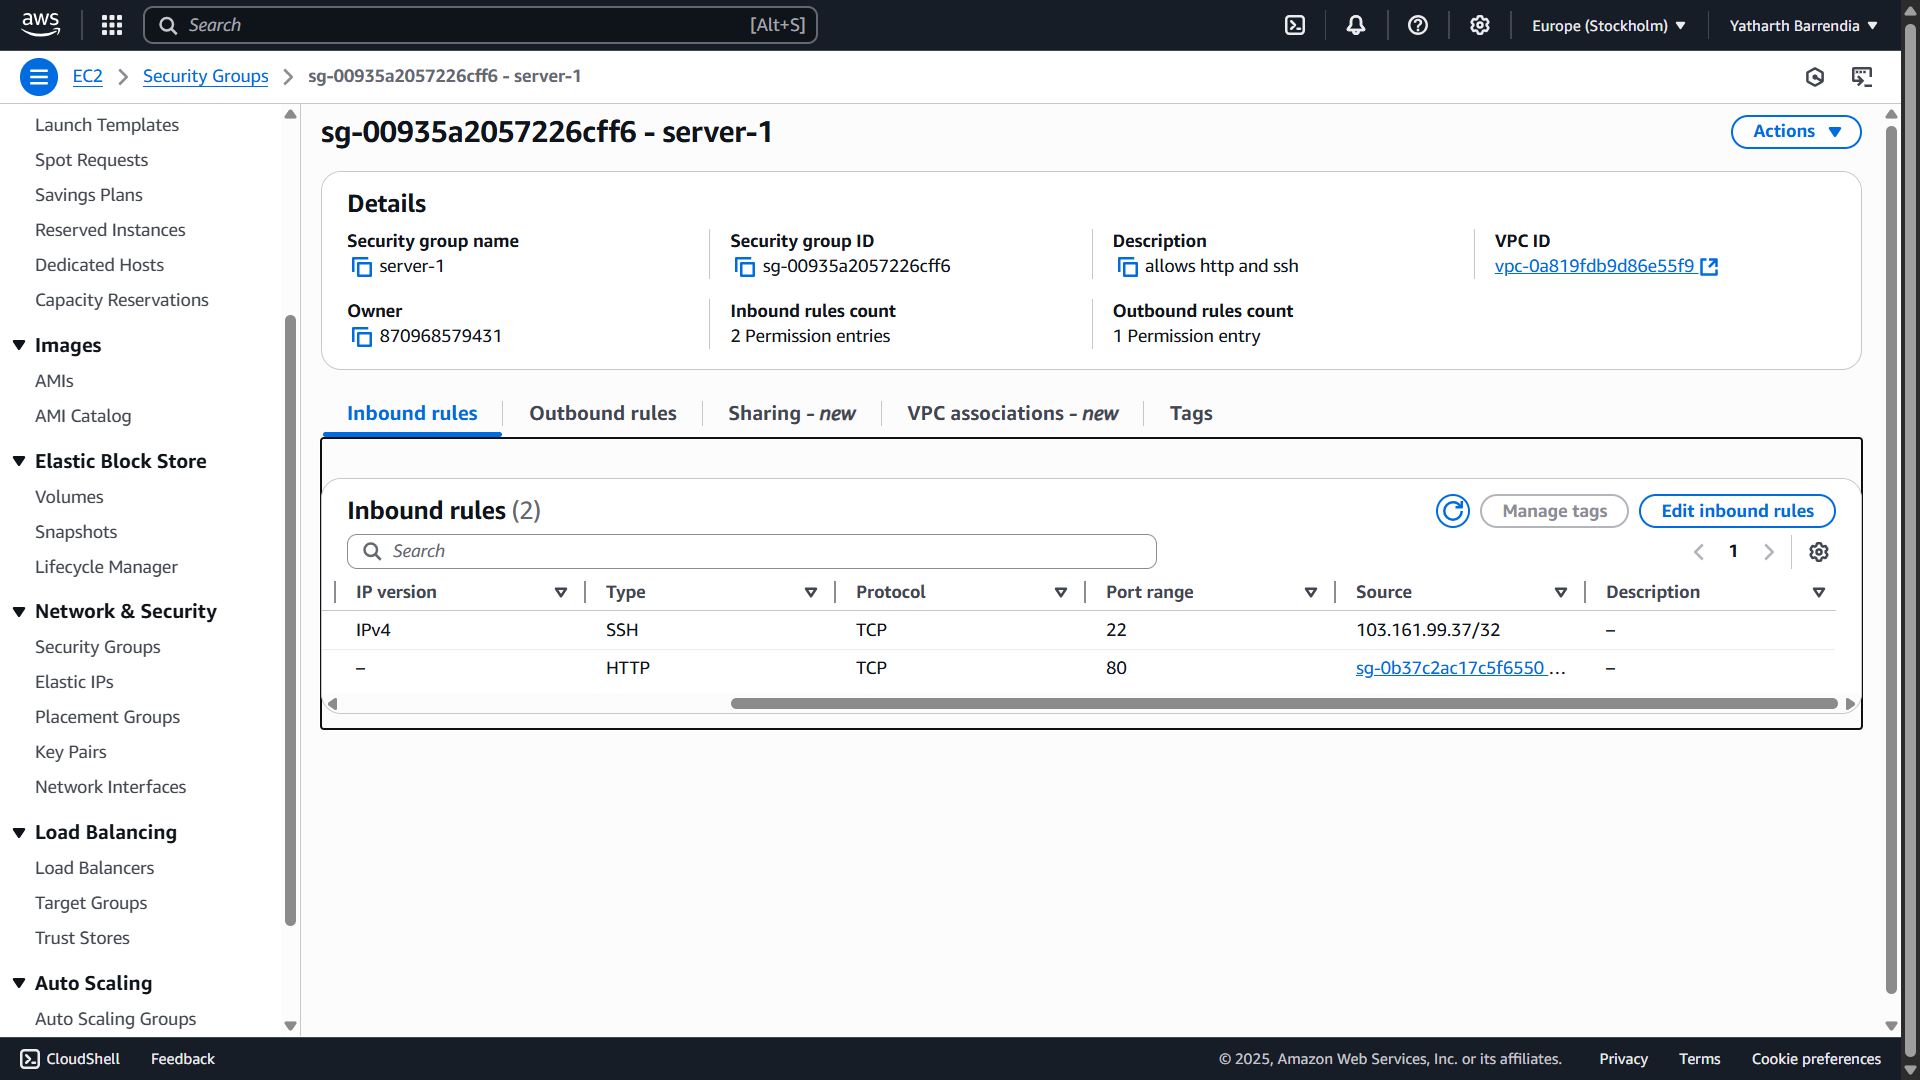 aws
Search [Alt+S]
Europe (Stockholm)
Yatharth Barrendia
EC2
Security Groups
sg-00935a2057226cff6 - server-1
Launch Templates
Spot Requests
Savings Plans
Reserved Instances
Dedicated Hosts
Capacity Reservations
Images
AMIs
AMI Catalog
Elastic Block Store
Volumes
Snapshots
Lifecycle Manager
Network & Security
Security Groups
Elastic IPs
Placement Groups
Key Pairs
Network Interfaces
Load Balancing
Load Balancers
Target Groups
Trust Stores
Auto Scaling
Auto Scaling Groups
sg-00935a2057226cff6 - server-1
Actions
Details
Security group name
server-1
Security group ID
sg-00935a2057226cff6
Description
allows http and ssh
VPC ID
vpc-0a819fdb9d86e55f9
Owner
870968579431
Inbound rules count
2 Permission entries
Outbound rules count
1 Permission entry
Inbound rules
Outbound rules
Sharing - new
VPC associations - new
Tags
Inbound rules (2)
Manage tags
Edit inbound rules
Search
1
IP version Type Protocol Port range Source Description
IPv4 SSH TCP 22 103.161.99.37/32 –
– HTTP TCP 80 sg-0b37c2ac17c5f6550 ... –
CloudShell
Feedback
© 2025, Amazon Web Services, Inc. or its affiliates.
Privacy
Terms
Cookie preferences